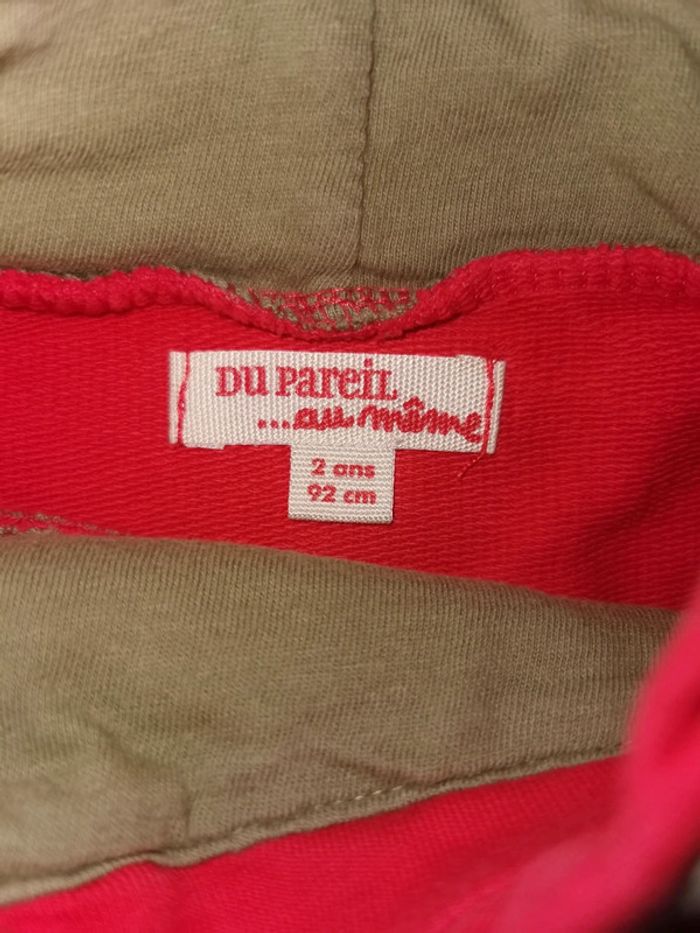 DU PAREIL
...au même
2 ans
92 cm